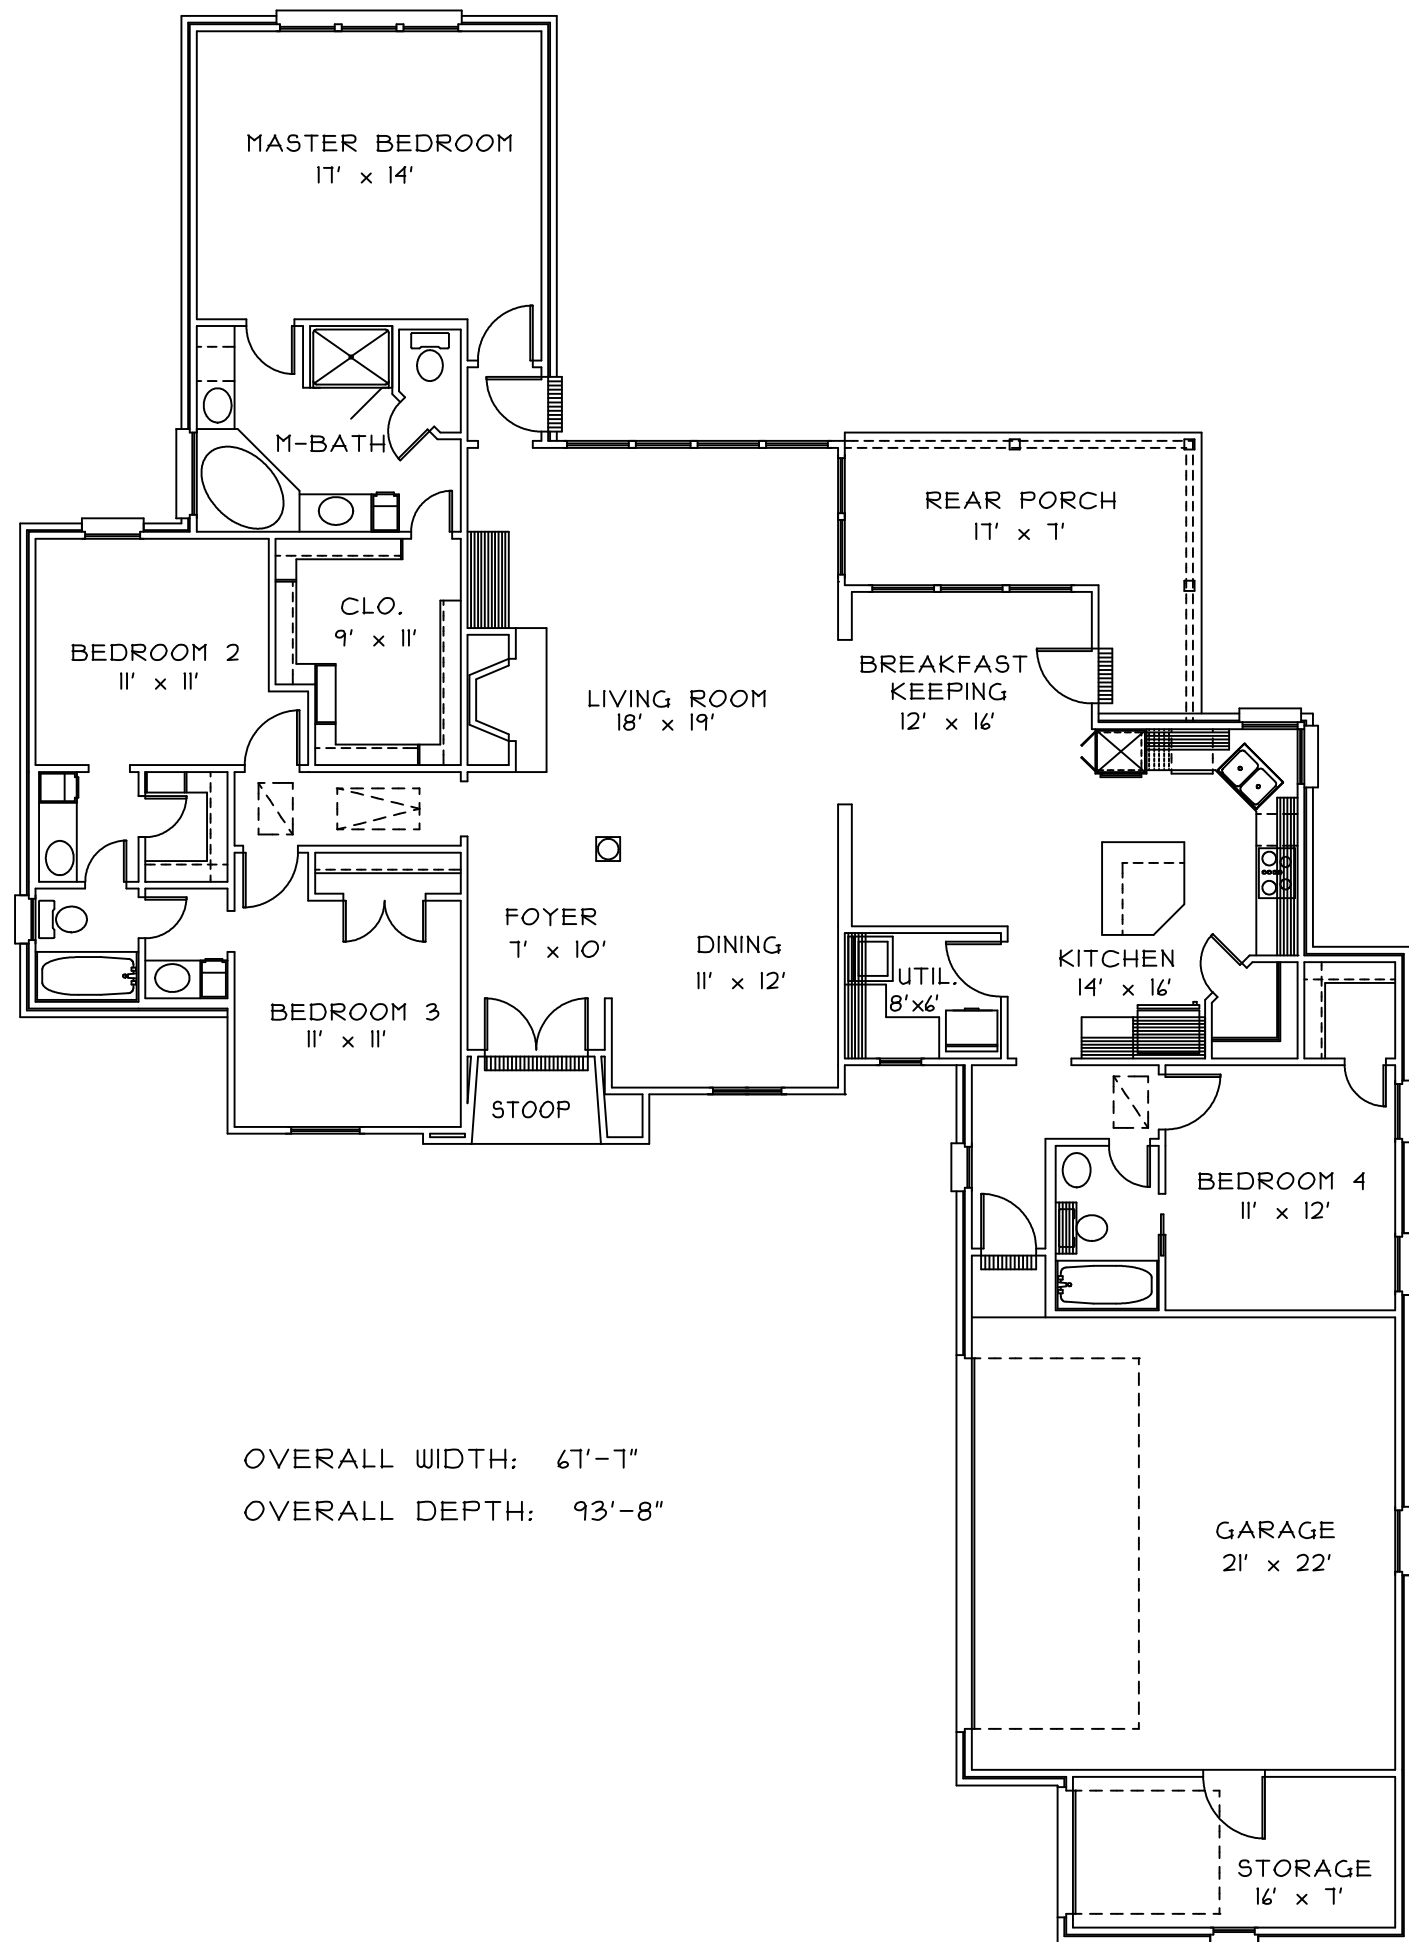 MASTER BEDROOM
17' x 14'
M-BATH
REAR PORCH
17' x 7'
CLO.
9' x 11'
BEDROOM 2
11' x 11'
LIVING ROOM
18' x 19'
BREAKFAST
KEEPING
12' x 16'
FOYER
7' x 10'
DINING
11' x 12'
UTIL.
8'x6'
KITCHEN
14' x 16'
BEDROOM 3
11' x 11'
STOOP
BEDROOM 4
11' x 12'
OVERALL WIDTH: 67'-7"
OVERALL DEPTH: 93'-8"
GARAGE
21' x 22'
STORAGE
16' x 7'